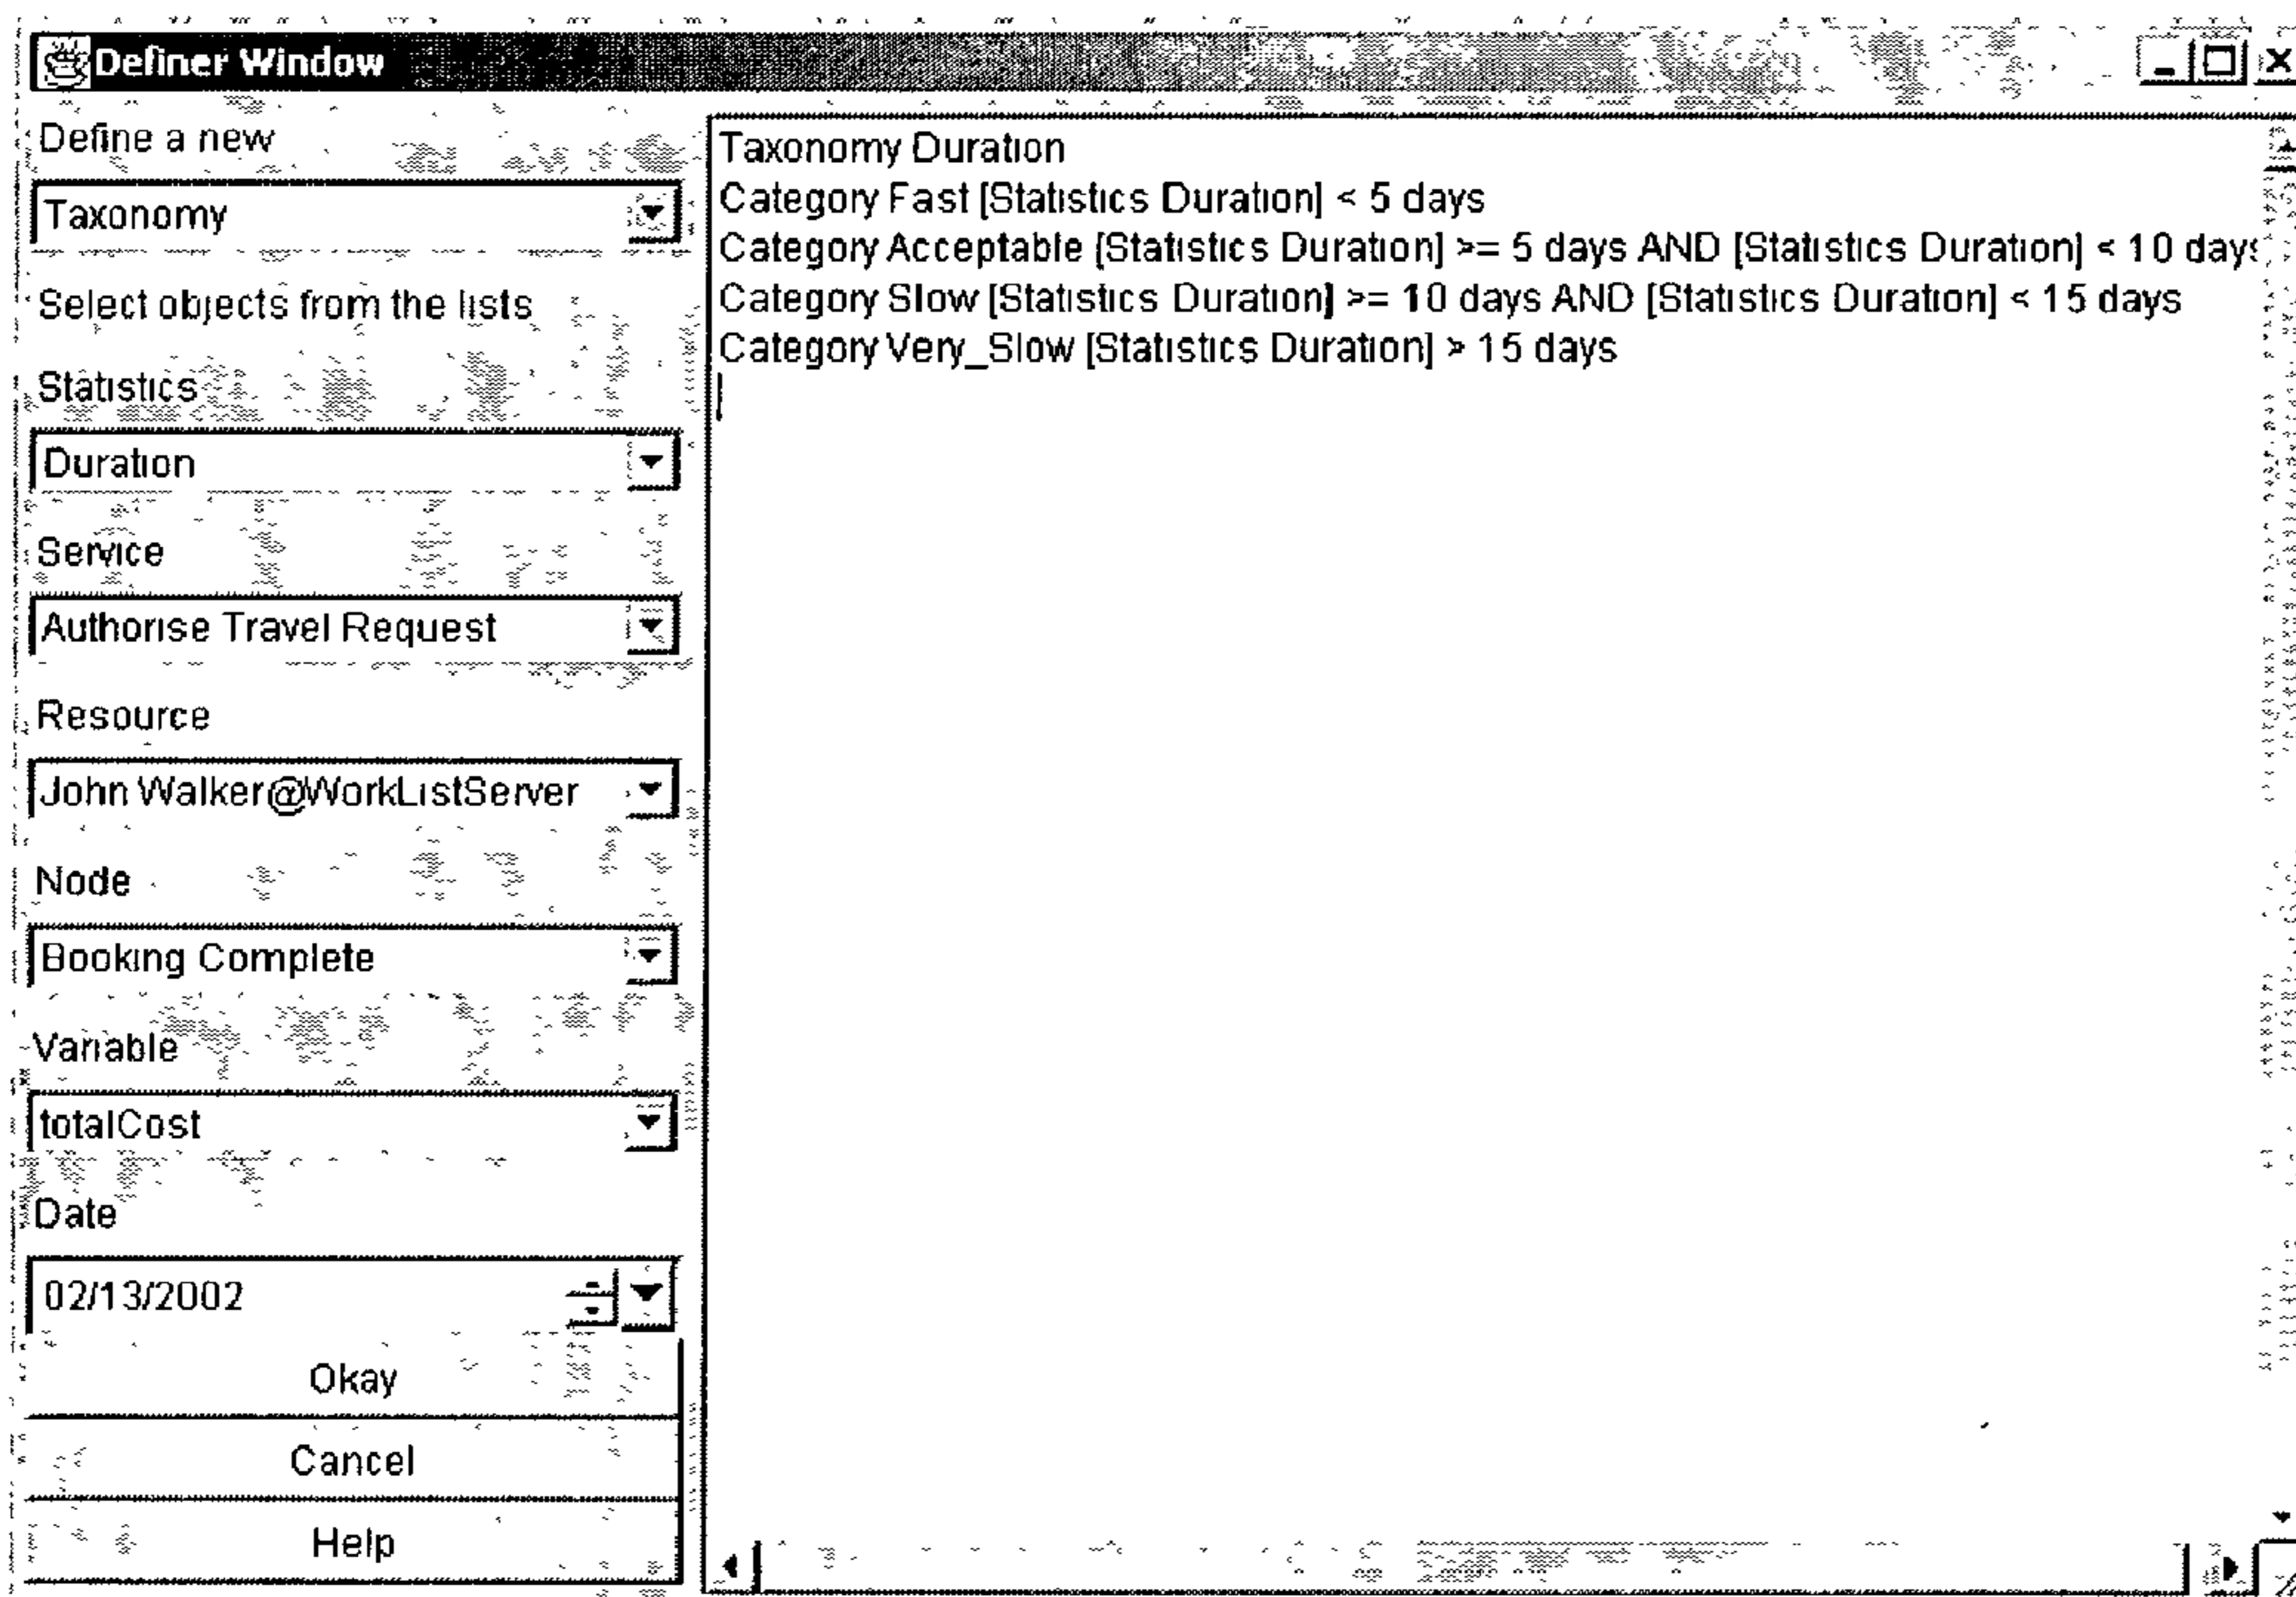 Definer Window
Define a new
Taxonomy
Select objects from the lists
Statistics
Duration
Service
Authorise Travel Request
Resource
John Walker@WorkListServer
Node
Booking Complete
Variable
totalCost
Date
02/13/2002
Okay
Cancel
Help
Taxonomy Duration
Category Fast [Statistics Duration] < 5 days
Category Acceptable [Statistics Duration] >= 5 days AND [Statistics Duration] < 10 days
Category Slow [Statistics Duration] >= 10 days AND [Statistics Duration] < 15 days
Category Very_Slow [Statistics Duration] > 15 days